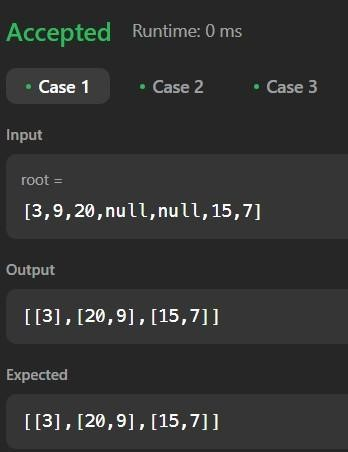 Accepted Runtime: 0 ms
• Case 1 • Case 2 • Case 3
Input
root =
[3,9,20,null,null,15,7]
Output
[[3],[20,9],[15,7]]
Expected
[[3],[20,9],[15,7]]